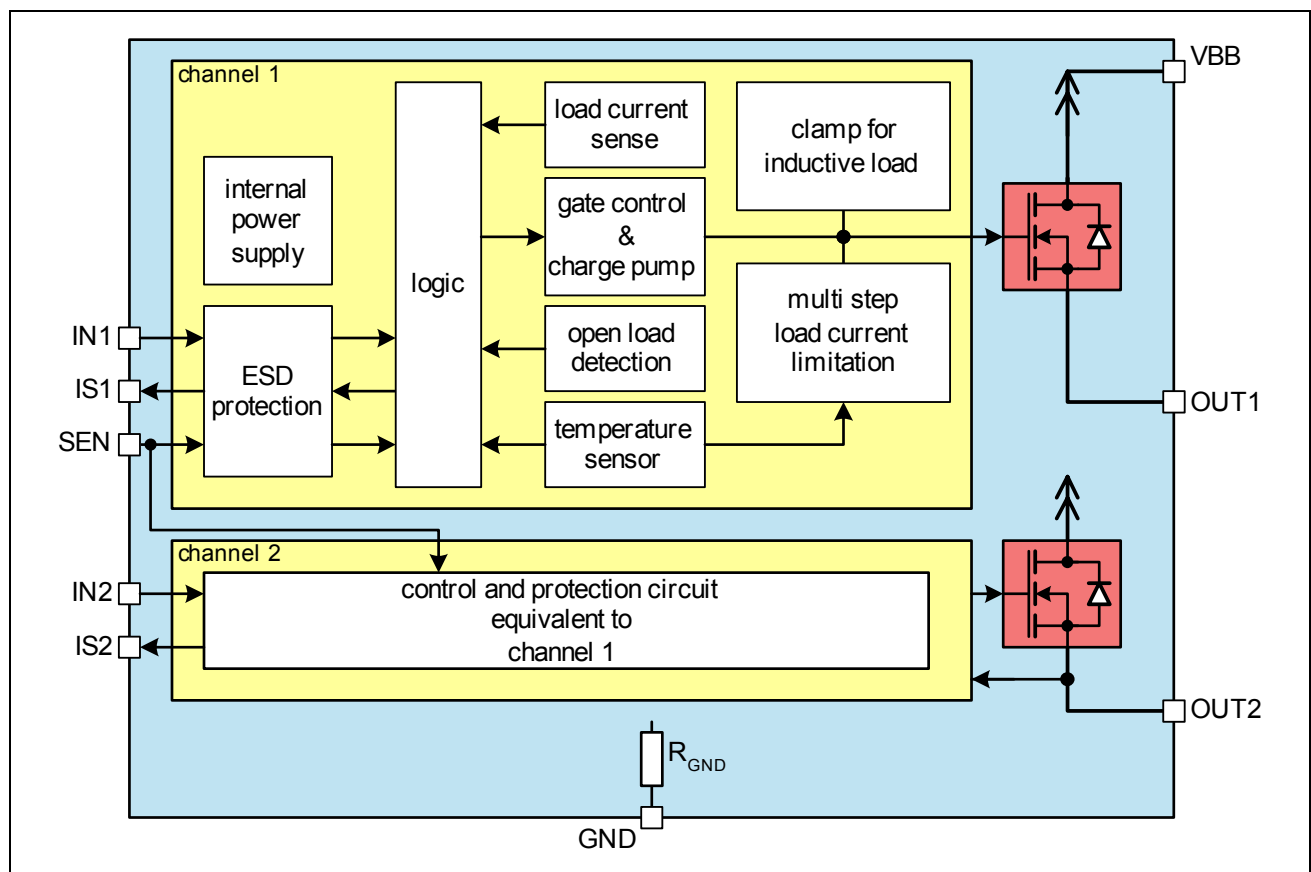 channel 1
VBB
internal
power
supply
logic
load current
sense
gate control
&
charge pump
open load
detection
temperature
sensor
clamp for
inductive load
multi step
load current
limitation
IN1
IS1
SEN
ESD
protection
OUT1
channel 2
IN2
IS2
control and protection circuit
equivalent to
channel 1
OUT2
RGND
GND